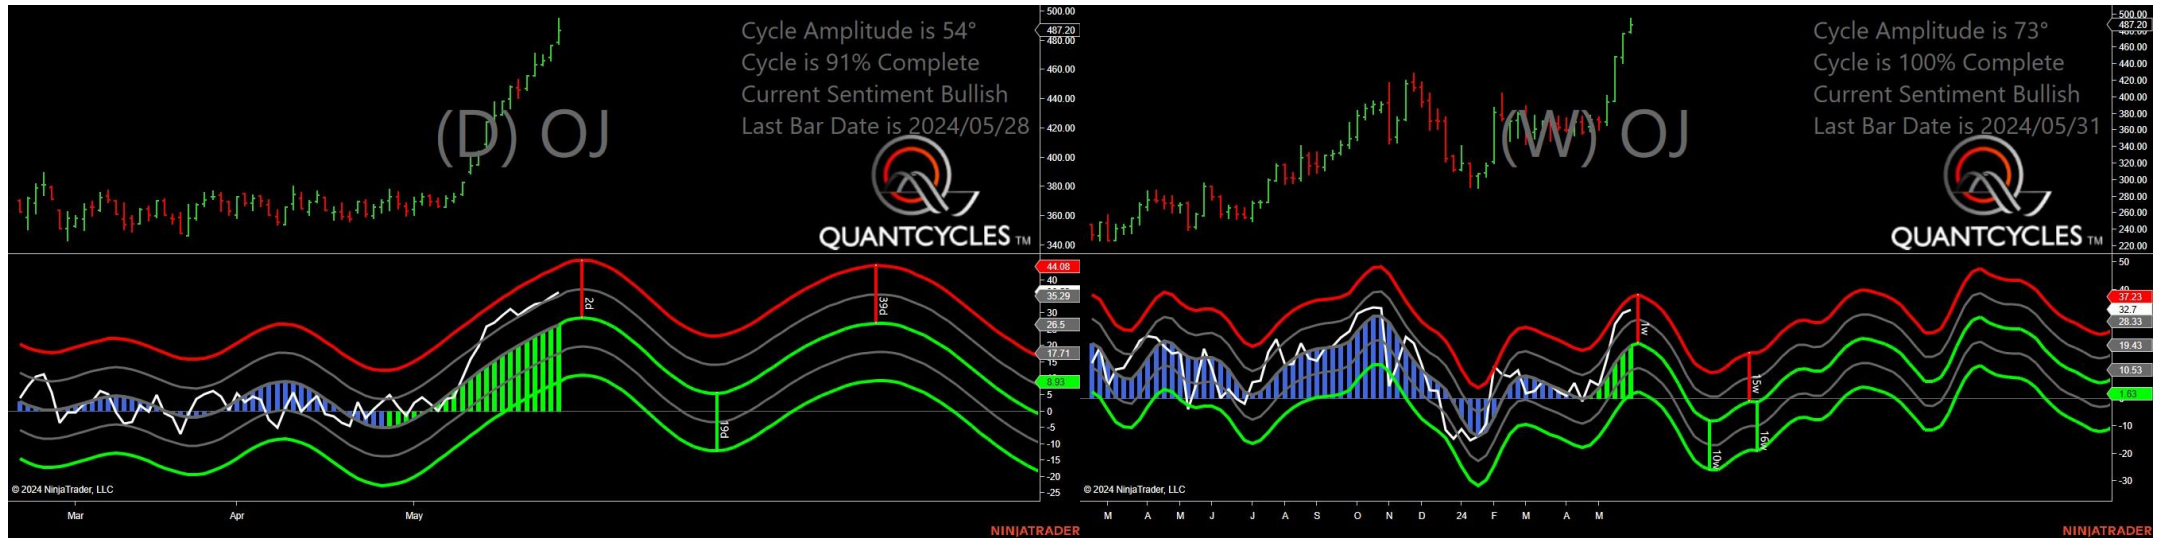 Cycle Amplitude is 54°
Cycle is 91% Complete
Current Sentiment Bullish
Last Bar Date is 2024/05/28
(D) OJ
QUANTCYCLES TM
500.00
487.20
480.00
460.00
440.00
420.00
400.00
380.00
360.00
340.00
44.08
40
35.29
30
26.5
20
17.71
8.93
5
0
-5
-10
-15
-20
-25
2d
19d
39d
© 2024 NinjaTrader, LLC
Mar
Apr
May
NINJATRADER
Cycle Amplitude is 73°
Cycle is 100% Complete
Current Sentiment Bullish
Last Bar Date is 2024/05/31
(W) OJ
QUANTCYCLES TM
500.00
487.20
480.00
460.00
440.00
420.00
400.00
380.00
360.00
340.00
320.00
300.00
280.00
260.00
240.00
220.00
50
40
37.23
32.7
28.33
19.43
10.53
1.63
-10
-20
-30
1w
10w
15w
16w
© 2024 NinjaTrader, LLC
M A M J J A S O N D 24 F M A M
NINJATRADER